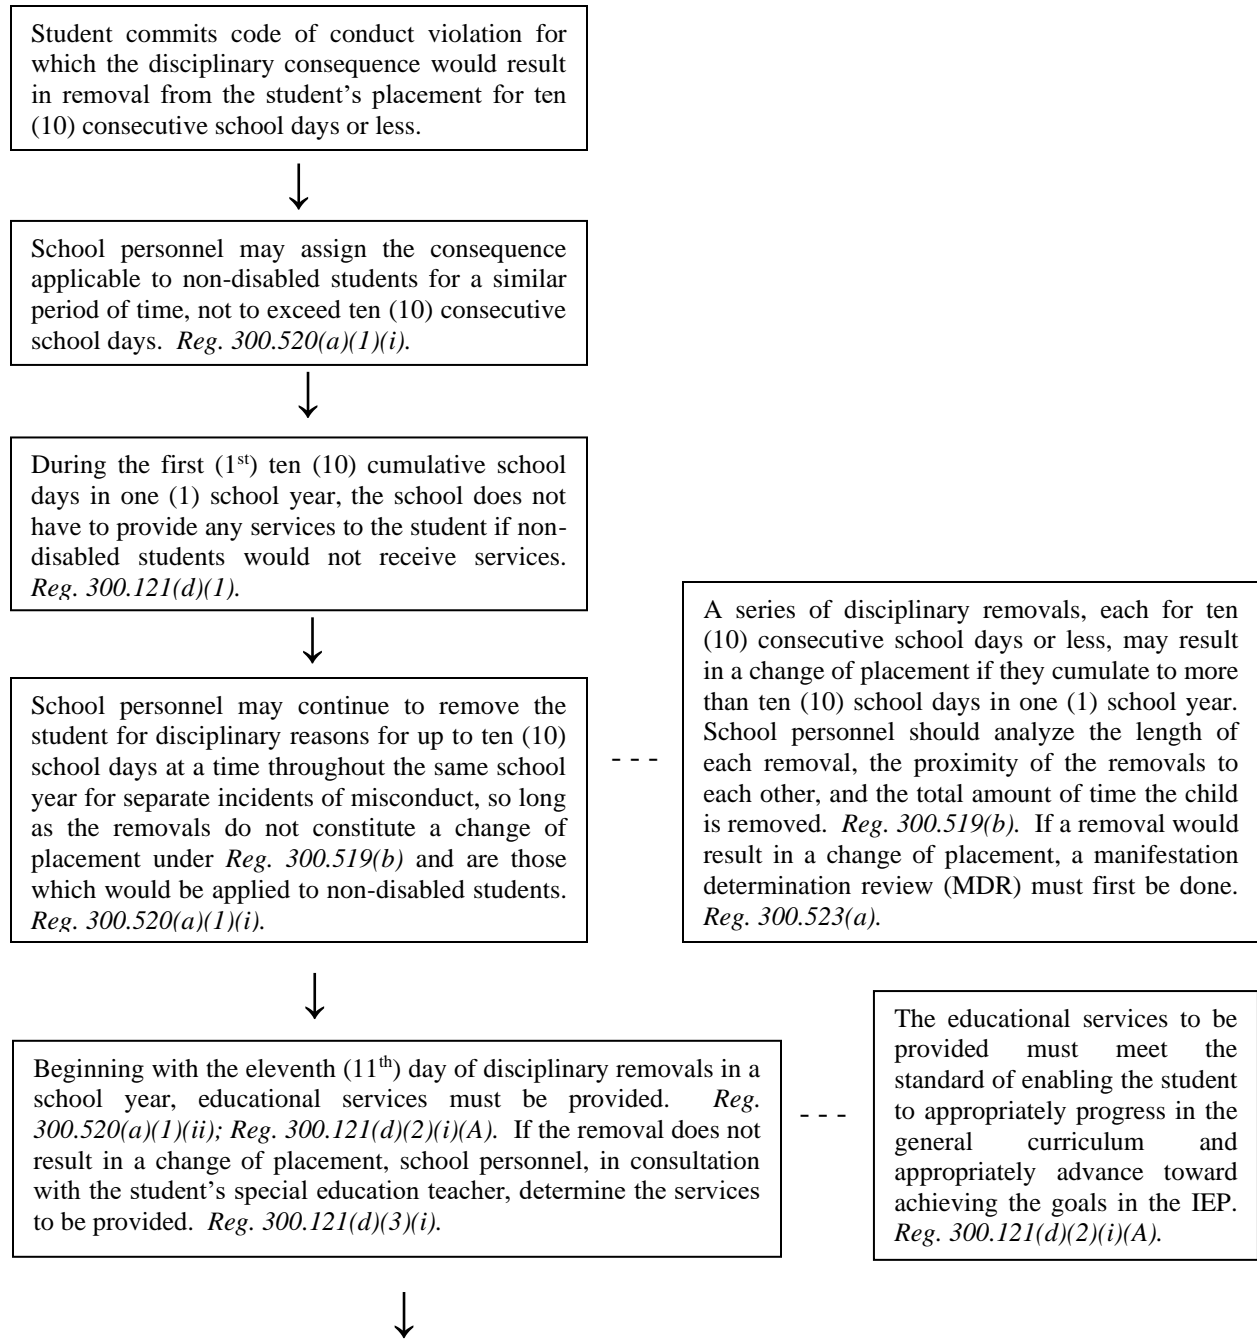 Student commits code of conduct violation for
which the disciplinary consequence would result
in removal from the student's placement for ten
(10) consecutive school days or less.
↓
School personnel may assign the consequence
applicable to non-disabled students for a similar
period of time, not to exceed ten (10) consecutive
school days. Reg. 300.520(a)(1)(i).
↓
During the first (1st) ten (10) cumulative school
days in one (1) school year, the school does not
have to provide any services to the student if non-
disabled students would not receive services.
Reg. 300.121(d)(1).
↓
School personnel may continue to remove the
student for disciplinary reasons for up to ten (10)
school days at a time throughout the same school
year for separate incidents of misconduct, so long
as the removals do not constitute a change of
placement under Reg. 300.519(b) and are those
which would be applied to non-disabled students.
Reg. 300.520(a)(1)(i).
- - -
A series of disciplinary removals, each for ten
(10) consecutive school days or less, may result
in a change of placement if they cumulate to more
than ten (10) school days in one (1) school year.
School personnel should analyze the length of
each removal, the proximity of the removals to
each other, and the total amount of time the child
is removed. Reg. 300.519(b). If a removal would
result in a change of placement, a manifestation
determination review (MDR) must first be done.
Reg. 300.523(a).
↓
Beginning with the eleventh (11th) day of disciplinary removals in a
school year, educational services must be provided. Reg.
300.520(a)(1)(ii); Reg. 300.121(d)(2)(i)(A). If the removal does not
result in a change of placement, school personnel, in consultation
with the student's special education teacher, determine the services
to be provided. Reg. 300.121(d)(3)(i).
- - -
The educational services to be
provided must meet the
standard of enabling the student
to appropriately progress in the
general curriculum and
appropriately advance toward
achieving the goals in the IEP.
Reg. 300.121(d)(2)(i)(A).
↓